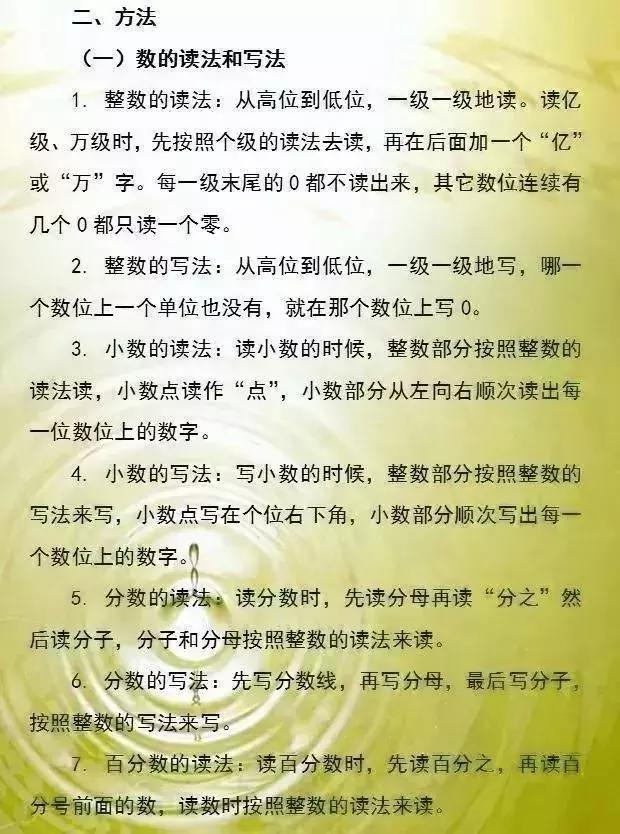 二、方法
（一）数的读法和写法
1. 整数的读法：从高位到低位，一级一级地读。读亿
级、万级时，先按照个级的读法去读，再在后面加一个“亿”
或“万”字。每一级末尾的0都不读出来，其它数位连续有
几个0都只读一个零。
2. 整数的写法：从高位到低位，一级一级地写，哪一
个数位上一个单位也没有，就在那个数位上写0。
3. 小数的读法：读小数的时候，整数部分按照整数的
读法读，小数点读作“点”，小数部分从左向右顺次读出每
一位数位上的数字。
4. 小数的写法：写小数的时候，整数部分按照整数的
写法来写，小数点写在个位右下角，小数部分顺次写出每一
个数位上的数字。
5. 分数的读法：读分数时，先读分母再读“分之”然
后读分子，分子和分母按照整数的读法来读。
6. 分数的写法：先写分数线，再写分母，最后写分子，
按照整数的写法来写。
7. 百分数的读法：读百分数时，先读百分之，再读百
分号前面的数，读数时按照整数的读法来读。